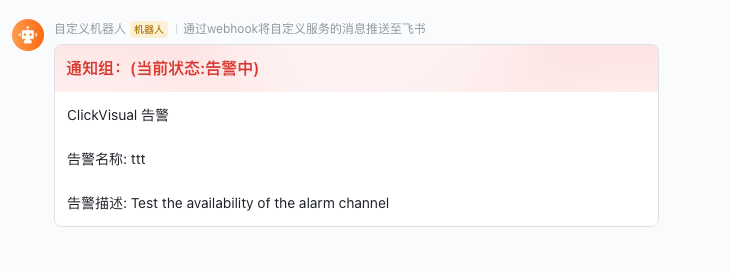 自定义机器人 机器人 | 通过webhook将自定义服务的消息推送至飞书
通知组：(当前状态:告警中)
ClickVisual 告警
告警名称: ttt
告警描述: Test the availability of the alarm channel